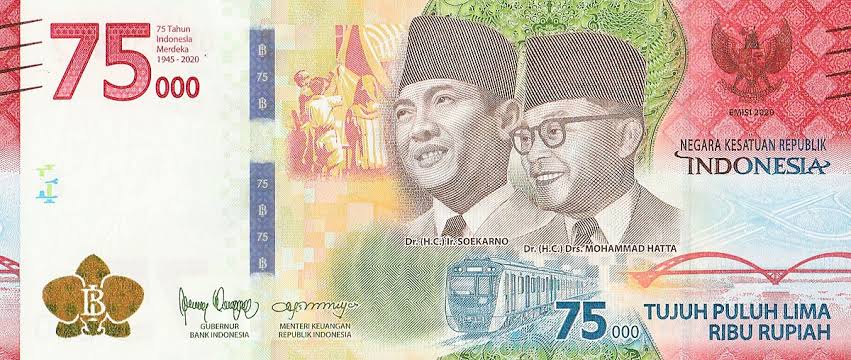 75 000
75 Tahun
Indonesia
Merdeka
1945 - 2020
75
75
EMISI 2020
NEGARA KESATUAN REPUBLIK
INDONESIA
Dr. (H.C.) Ir. SOEKARNO
Dr. (H.C.) Drs. MOHAMMAD HATTA
GUBERNUR
BANK INDONESIA
MENTERI KEUANGAN
REPUBLIK INDONESIA
75 000
TUJUH PULUH LIMA
RIBU RUPIAH